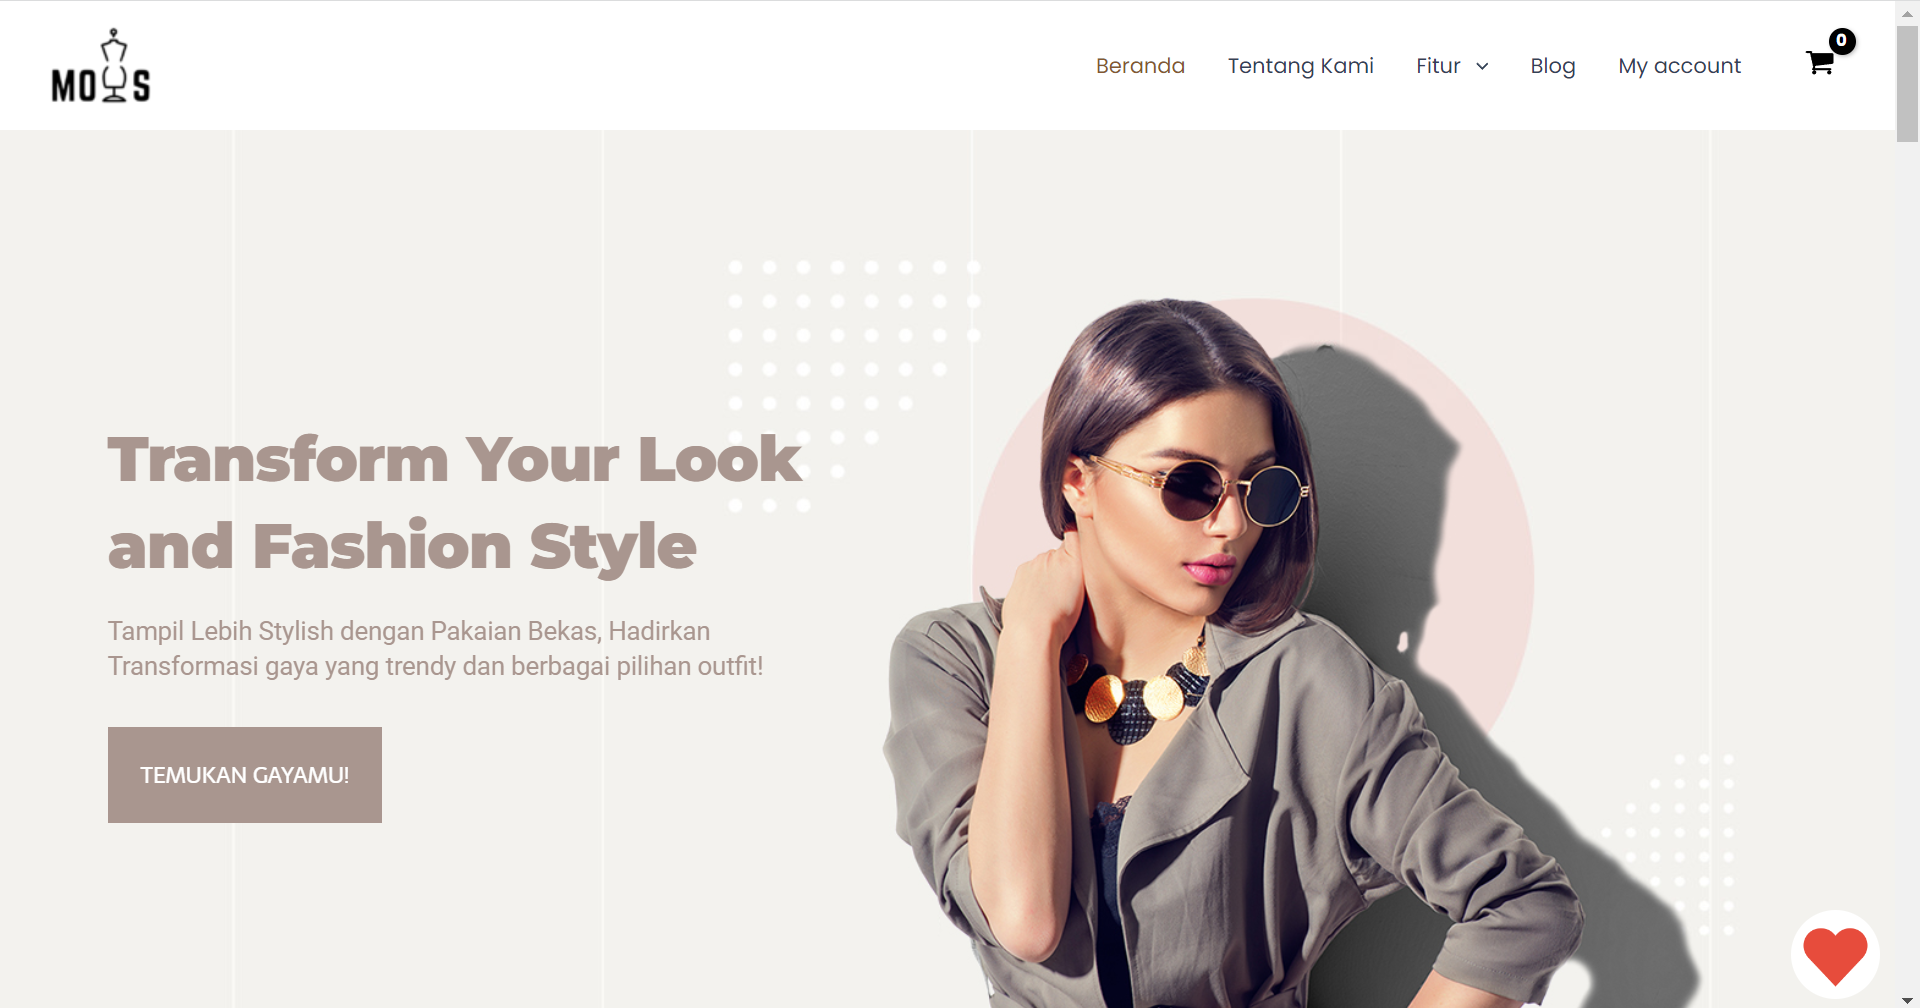 MO S
Beranda
Tentang Kami
Fitur
Blog
My account
0
Transform Your Look
and Fashion Style
Tampil Lebih Stylish dengan Pakaian Bekas, Hadirkan
Transformasi gaya yang trendy dan berbagai pilihan outfit!
TEMUKAN GAYAMU!